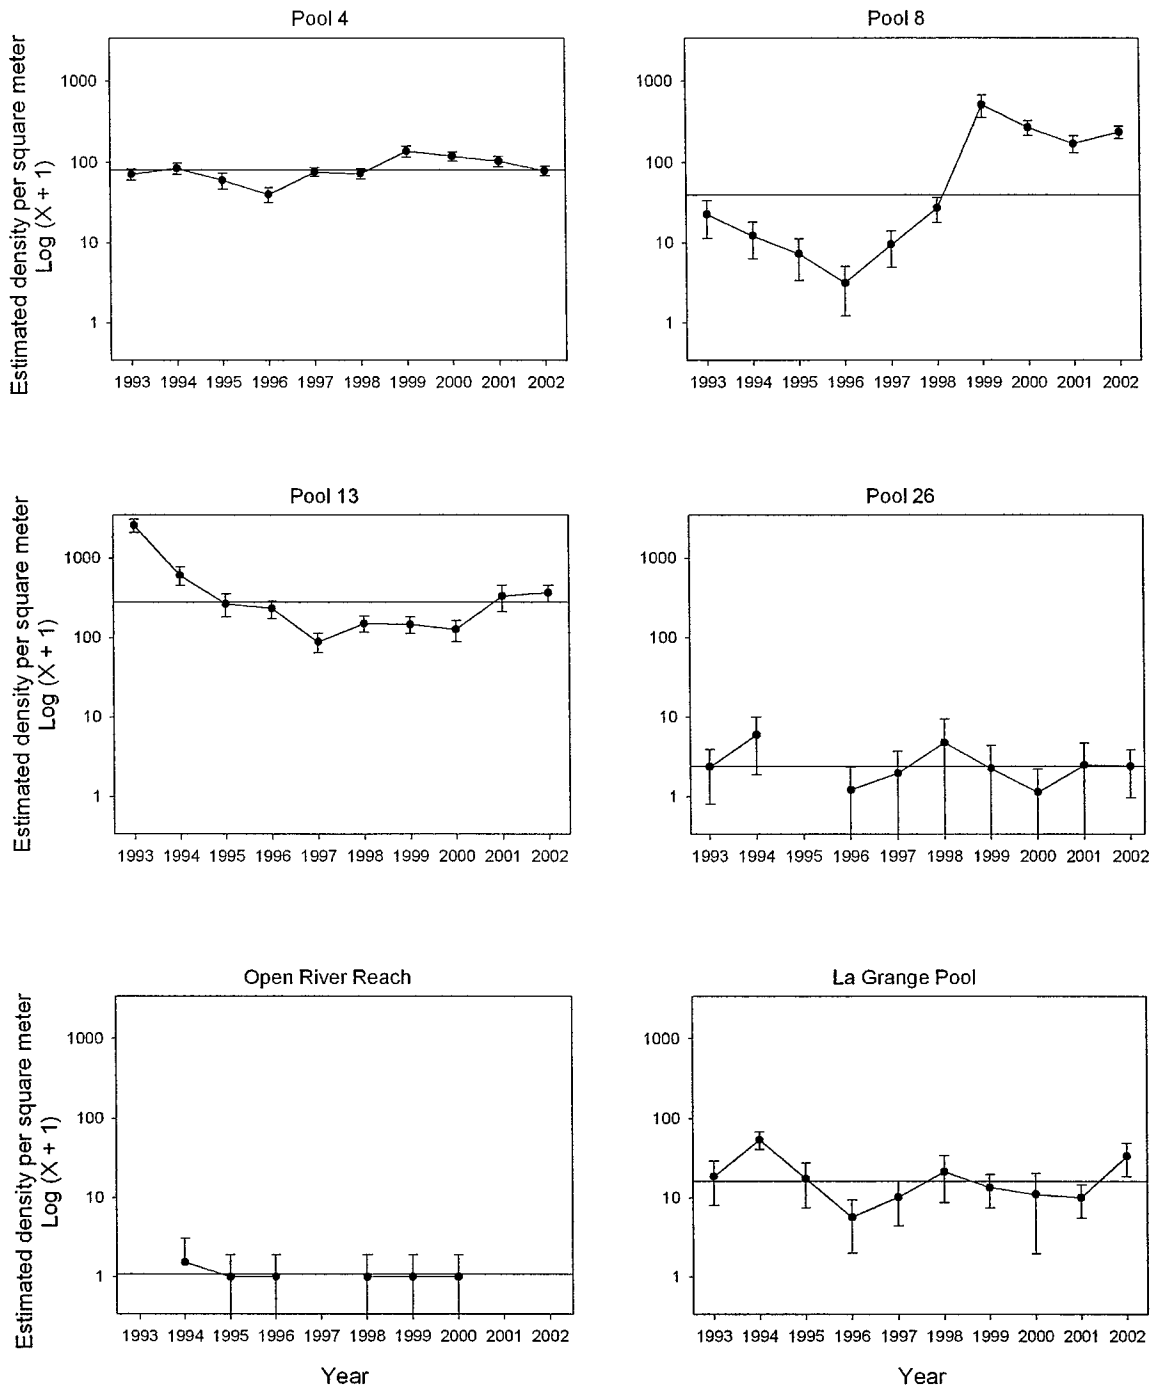 Pool 4
Estimated density per square meter
Log (X + 1)
1000
100
10
1
1993 1994 1995 1996 1997 1998 1999 2000 2001 2002
Pool 8
1000
100
10
1
1993 1994 1995 1996 1997 1998 1999 2000 2001 2002
Pool 13
Estimated density per square meter
Log (X + 1)
1000
100
10
1
1993 1994 1995 1996 1997 1998 1999 2000 2001 2002
Pool 26
1000
100
10
1
1993 1994 1995 1996 1997 1998 1999 2000 2001 2002
Open River Reach
Estimated density per square meter
Log (X + 1)
1000
100
10
1
1993 1994 1995 1996 1997 1998 1999 2000 2001 2002
Year
La Grange Pool
1000
100
10
1
1993 1994 1995 1996 1997 1998 1999 2000 2001 2002
Year